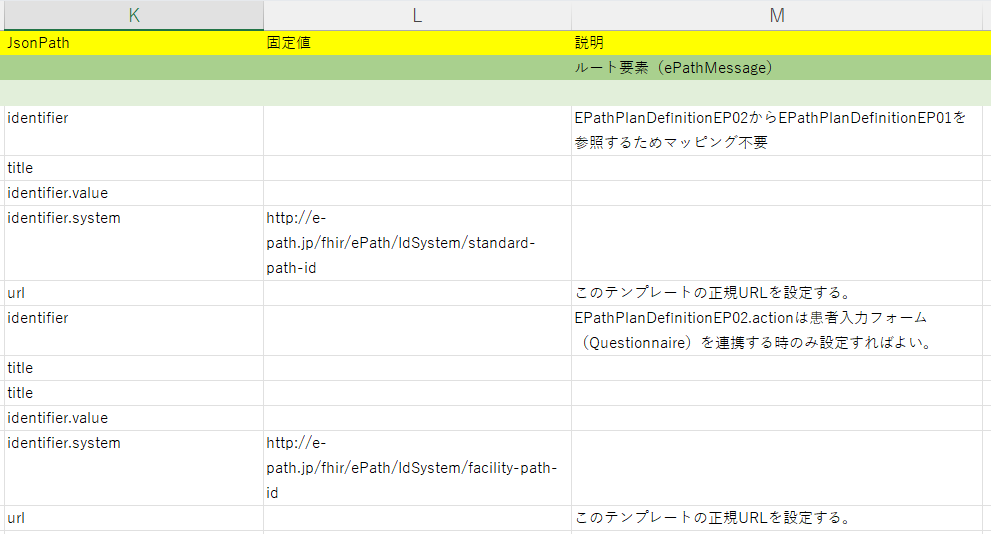 K L M
JsonPath 固定値 説明
ルート要素（ePathMessage）
identifier EPathPlanDefinitionEP02からEPathPlanDefinitionEP01を
参照するためマッピング不要
title
identifier.value
identifier.system http://e-
path.jp/fhir/ePath/IdSystem/standard-
path-id
url このテンプレートの正規URLを設定する。
identifier EPathPlanDefinitionEP02.actionは患者入力フォーム
（Questionnaire）を連携する時のみ設定すればよい。
title
title
identifier.value
identifier.system http://e-
path.jp/fhir/ePath/IdSystem/facility-path-
id
url このテンプレートの正規URLを設定する。